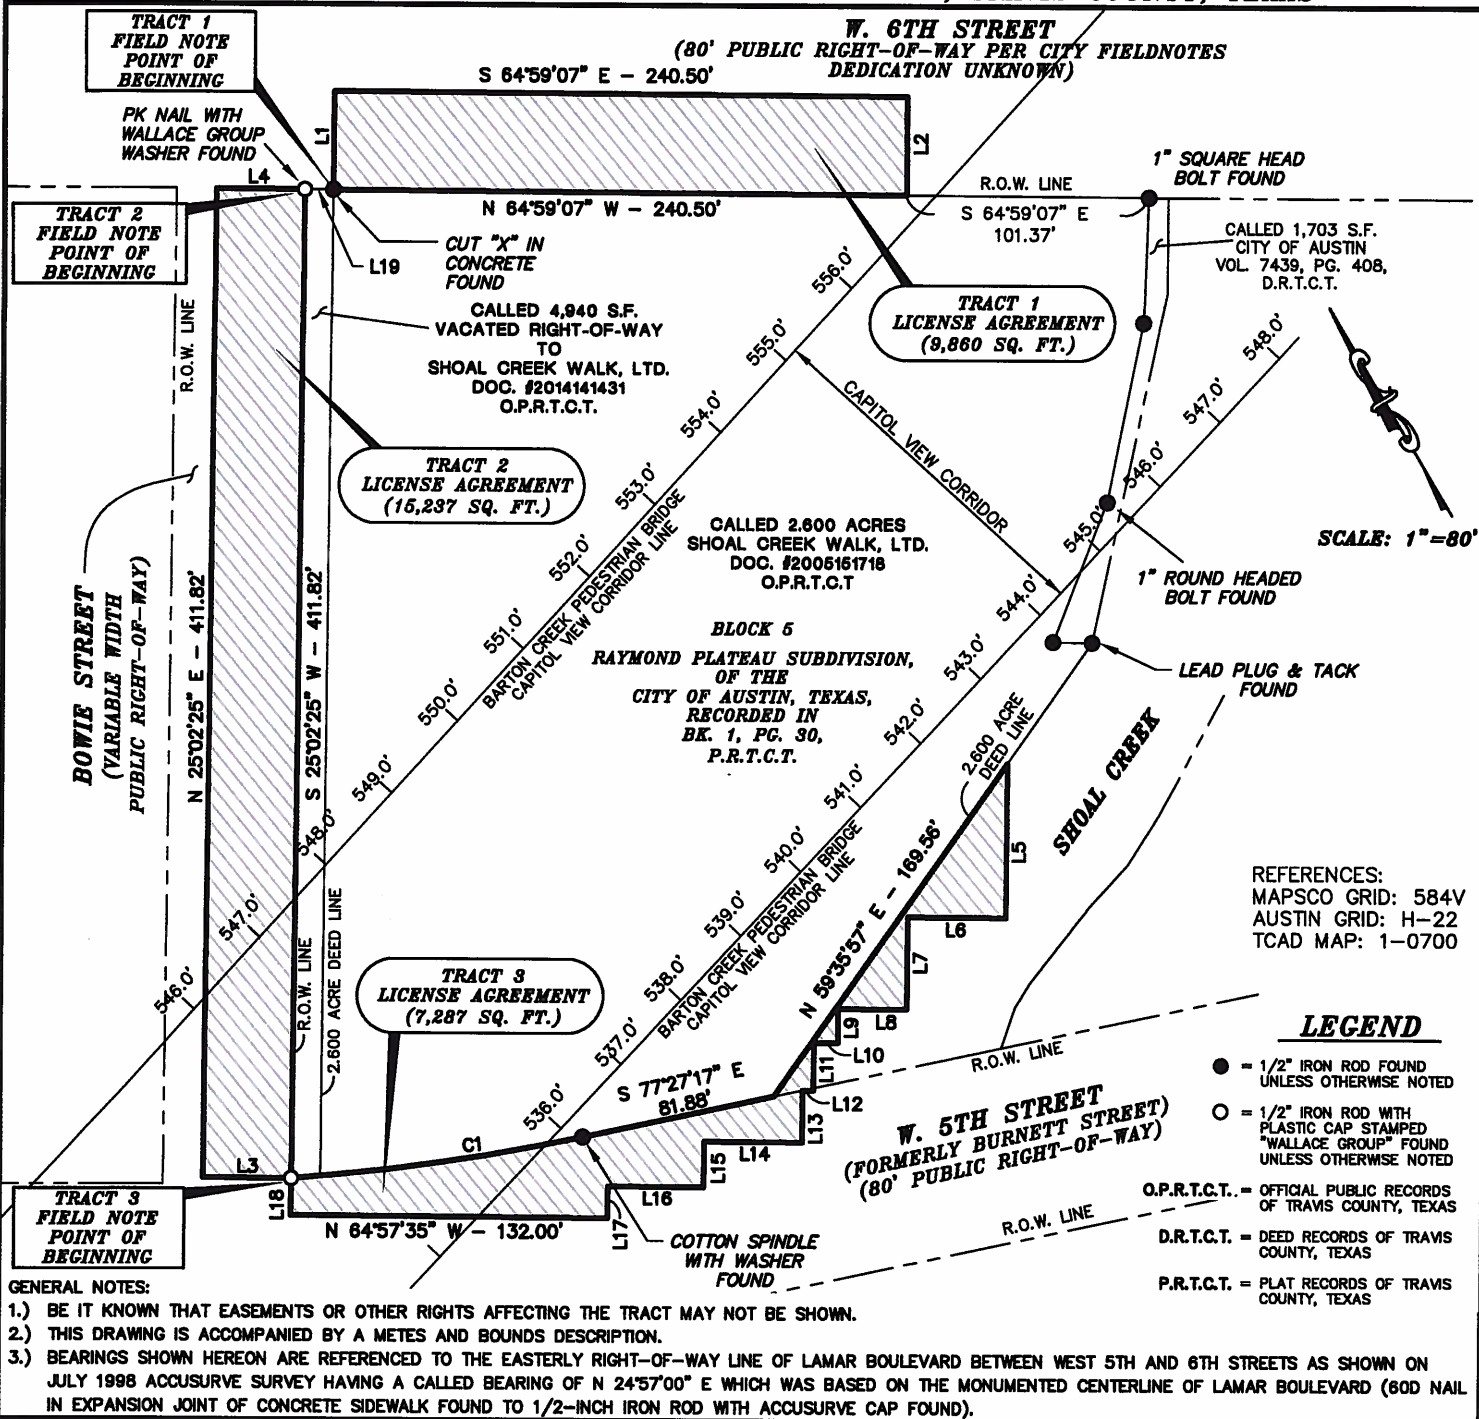 TRACT 1
FIELD NOTE
POINT OF
BEGINNING
W. 6TH STREET
(80' PUBLIC RIGHT-OF-WAY PER CITY FIELDNOTES
DEDICATION UNKNOWN)
S 64°59'07" E - 240.50'
PK NAIL WITH
WALLACE GROUP
WASHER FOUND
L1
L2
L4
1" SQUARE HEAD
BOLT FOUND
R.O.W. LINE
N 64°59'07" W - 240.50'
S 64°59'07" E
101.37'
TRACT 2
FIELD NOTE
POINT OF
BEGINNING
CUT "X" IN
CONCRETE
FOUND
L19
CALLED 1,703 S.F.
CITY OF AUSTIN
VOL. 7439, PG. 408,
D.R.T.C.T.
R.O.W. LINE
CALLED 4,940 S.F.
VACATED RIGHT-OF-WAY
TO
SHOAL CREEK WALK, LTD.
DOC. #2014141431
O.P.R.T.C.T.
TRACT 1
LICENSE AGREEMENT
(9,860 SQ. FT.)
556.0'
555.0'
554.0'
553.0'
552.0'
551.0'
550.0'
549.0'
548.0'
547.0'
546.0'
CAPITOL VIEW CORRIDOR
548.0'
547.0'
546.0'
545.0'
544.0'
543.0'
542.0'
541.0'
540.0'
539.0'
538.0'
537.0'
536.0'
TRACT 2
LICENSE AGREEMENT
(15,237 SQ. FT.)
BARTON CREEK PEDESTRIAN BRIDGE
CAPITOL VIEW CORRIDOR LINE
CALLED 2.600 ACRES
SHOAL CREEK WALK, LTD.
DOC. #2005151718
O.P.R.T.C.T
SCALE: 1"=80'
1" ROUND HEADED
BOLT FOUND
BOWIE STREET
(VARIABLE WIDTH
PUBLIC RIGHT-OF-WAY)
N 25°02'25" E - 411.82'
S 25°02'25" W - 411.82'
BLOCK 5
RAYMOND PLATEAU SUBDIVISION,
OF THE
CITY OF AUSTIN, TEXAS,
RECORDED IN
BK. 1, PG. 30,
P.R.T.C.T.
LEAD PLUG & TACK
FOUND
2.600 ACRE
DEED LINE
SHOAL CREEK
N 59°35'57" E - 169.56'
L5
L6
L7
L8
L9
L10
L11
L12
L13
L14
L15
L16
L17
L18
L3
C1
BARTON CREEK PEDESTRIAN BRIDGE
CAPITOL VIEW CORRIDOR LINE
R.O.W. LINE
2.600 ACRE DEED LINE
TRACT 3
LICENSE AGREEMENT
(7,287 SQ. FT.)
S 77°27'17" E
81.88'
REFERENCES:
MAPSCO GRID: 584V
AUSTIN GRID: H-22
TCAD MAP: 1-0700
R.O.W. LINE
W. 5TH STREET
(FORMERLY BURNETT STREET)
(80' PUBLIC RIGHT-OF-WAY)
R.O.W. LINE
TRACT 3
FIELD NOTE
POINT OF
BEGINNING
N 64°57'35" W - 132.00'
COTTON SPINDLE
WITH WASHER
FOUND
LEGEND
= 1/2" IRON ROD FOUND
UNLESS OTHERWISE NOTED
= 1/2" IRON ROD WITH
PLASTIC CAP STAMPED
"WALLACE GROUP" FOUND
UNLESS OTHERWISE NOTED
O.P.R.T.C.T.. = OFFICIAL PUBLIC RECORDS
OF TRAVIS COUNTY, TEXAS
D.R.T.C.T. = DEED RECORDS OF TRAVIS
COUNTY, TEXAS
P.R.T.C.T. = PLAT RECORDS OF TRAVIS
COUNTY, TEXAS
GENERAL NOTES:
1.) BE IT KNOWN THAT EASEMENTS OR OTHER RIGHTS AFFECTING THE TRACT MAY NOT BE SHOWN.
2.) THIS DRAWING IS ACCOMPANIED BY A METES AND BOUNDS DESCRIPTION.
3.) BEARINGS SHOWN HEREON ARE REFERENCED TO THE EASTERLY RIGHT-OF-WAY LINE OF LAMAR BOULEVARD BETWEEN WEST 5TH AND 6TH STREETS AS SHOWN ON
JULY 1998 ACCUSURVE SURVEY HAVING A CALLED BEARING OF N 24°57'00" E WHICH WAS BASED ON THE MONUMENTED CENTERLINE OF LAMAR BOULEVARD (60D NAIL
IN EXPANSION JOINT OF CONCRETE SIDEWALK FOUND TO 1/2-INCH IRON ROD WITH ACCUSURVE CAP FOUND).